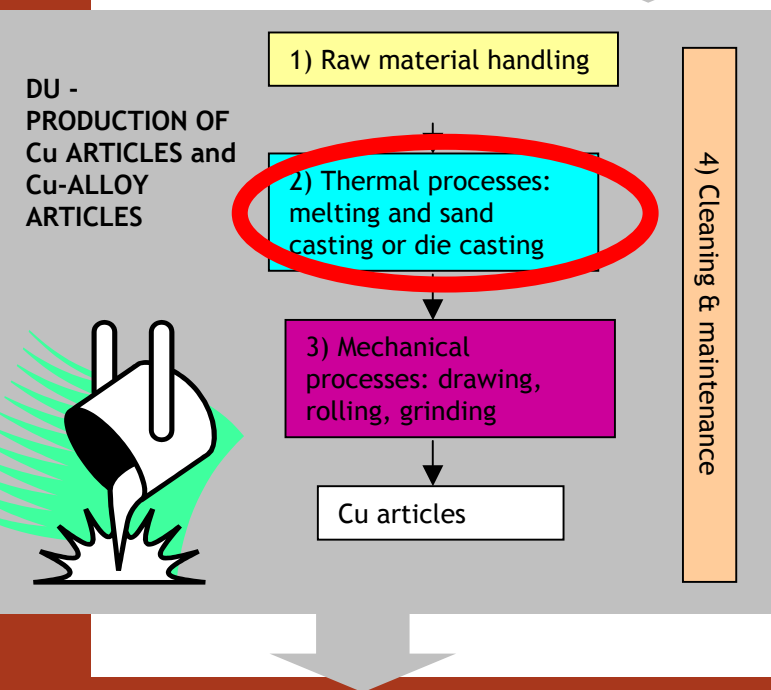 DU -
PRODUCTION OF
Cu ARTICLES and
Cu-ALLOY
ARTICLES
1) Raw material handling
2) Thermal processes:
melting and sand
casting or die casting
3) Mechanical
processes: drawing,
rolling, grinding
Cu articles
4) Cleaning & maintenance